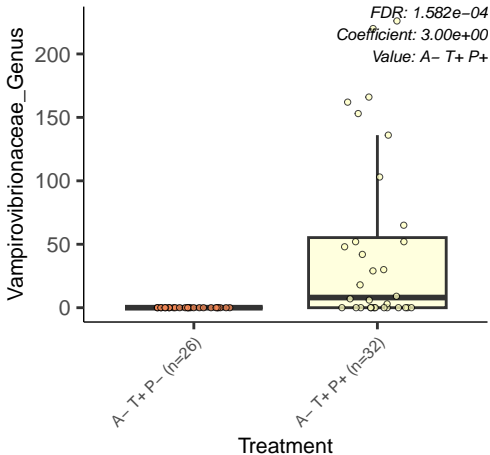 FDR: 1.582e−04
Coefficient: 3.00e+00
Value: A− T+ P+
Vampirovibrionaceae_Genus
200
150
100
50
0
A− T+ P− (n=26)
A− T+ P+ (n=32)
Treatment